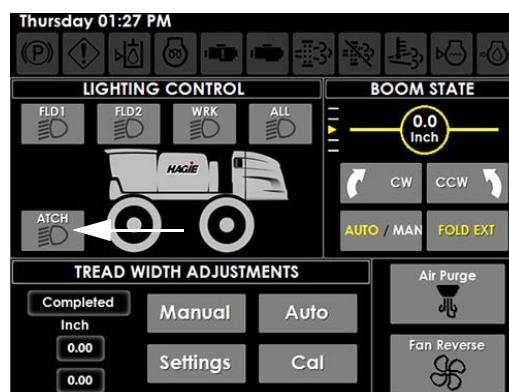 Thursday 01:27 PM
LIGHTING CONTROL
FLD1 FLD2 WRK ALL
HAGIE
ATCH
BOOM STATE
0.0
Inch
CW CCW
AUTO / MAN FOLD EXT
TREAD WIDTH ADJUSTMENTS
Completed
Inch
0.00
0.00
Manual Auto
Settings Cal
Air Purge
Fan Reverse